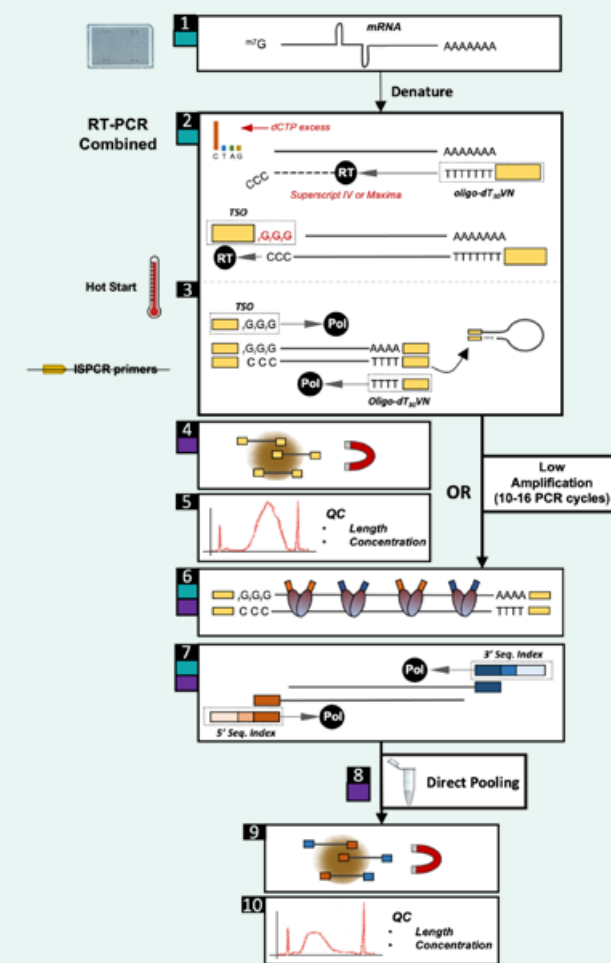 1
mRNA
m7G
AAAAAAA
Denature
RT-PCR
Combined
2
dCTP excess
C T A G
AAAAAAA
CCC
RT
TTTTTTT
Superscript IV or Maxima
oligo-dT30VN
TSO
rGrGrG
AAAAAAA
RT
CCC
TTTTTTT
Hot Start
3
TSO
rGrGrG
Pol
rGrGrG
AAAA
CCC
TTTT
ISPCR primers
Pol
TTTT
Oligo-dT30VN
4
OR
Low
Amplification
(10-16 PCR cycles)
5
QC
• Length
• Concentration
6
rGrGrG
AAAA
CCC
TTTT
7
3' Seq. Index
Pol
Pol
5' Seq. Index
8
Direct Pooling
9
10
QC
• Length
• Concentration